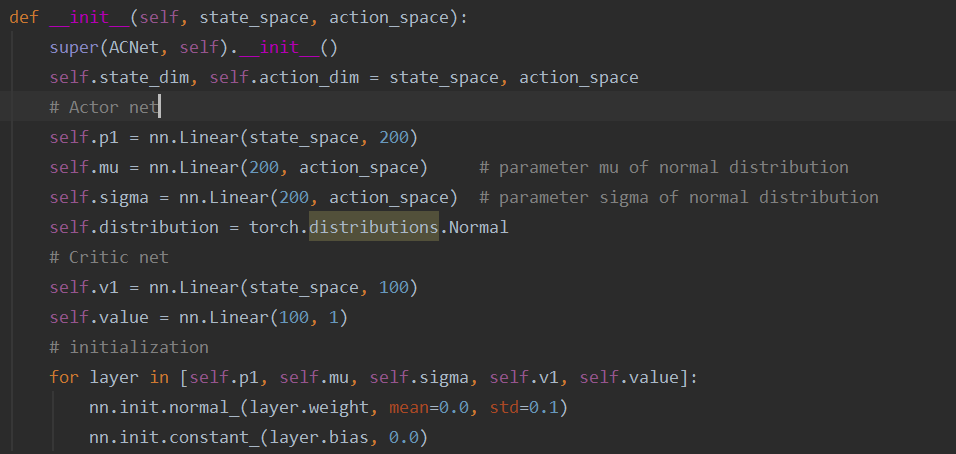 def __init__(self, state_space, action_space):
    super(ACNet, self).__init__()
    self.state_dim, self.action_dim = state_space, action_space
    # Actor net
    self.p1 = nn.Linear(state_space, 200)
    self.mu = nn.Linear(200, action_space)     # parameter mu of normal distribution
    self.sigma = nn.Linear(200, action_space)  # parameter sigma of normal distribution
    self.distribution = torch.distributions.Normal
    # Critic net
    self.v1 = nn.Linear(state_space, 100)
    self.value = nn.Linear(100, 1)
    # initialization
    for layer in [self.p1, self.mu, self.sigma, self.v1, self.value]:
        nn.init.normal_(layer.weight, mean=0.0, std=0.1)
        nn.init.constant_(layer.bias, 0.0)